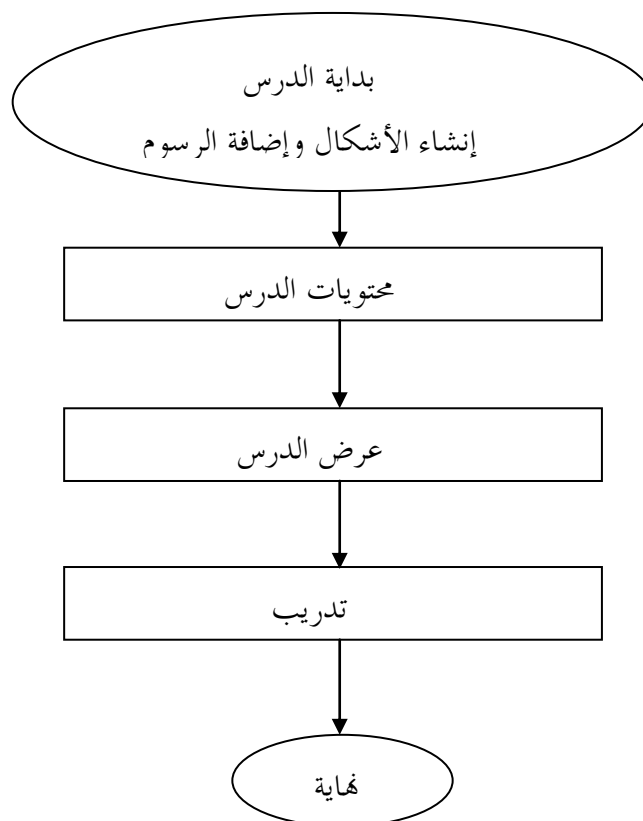 بداية الدرس
إنشاء الأشكال وإضافة الرسوم
محتويات الدرس
عرض الدرس
تدريب
نهاية